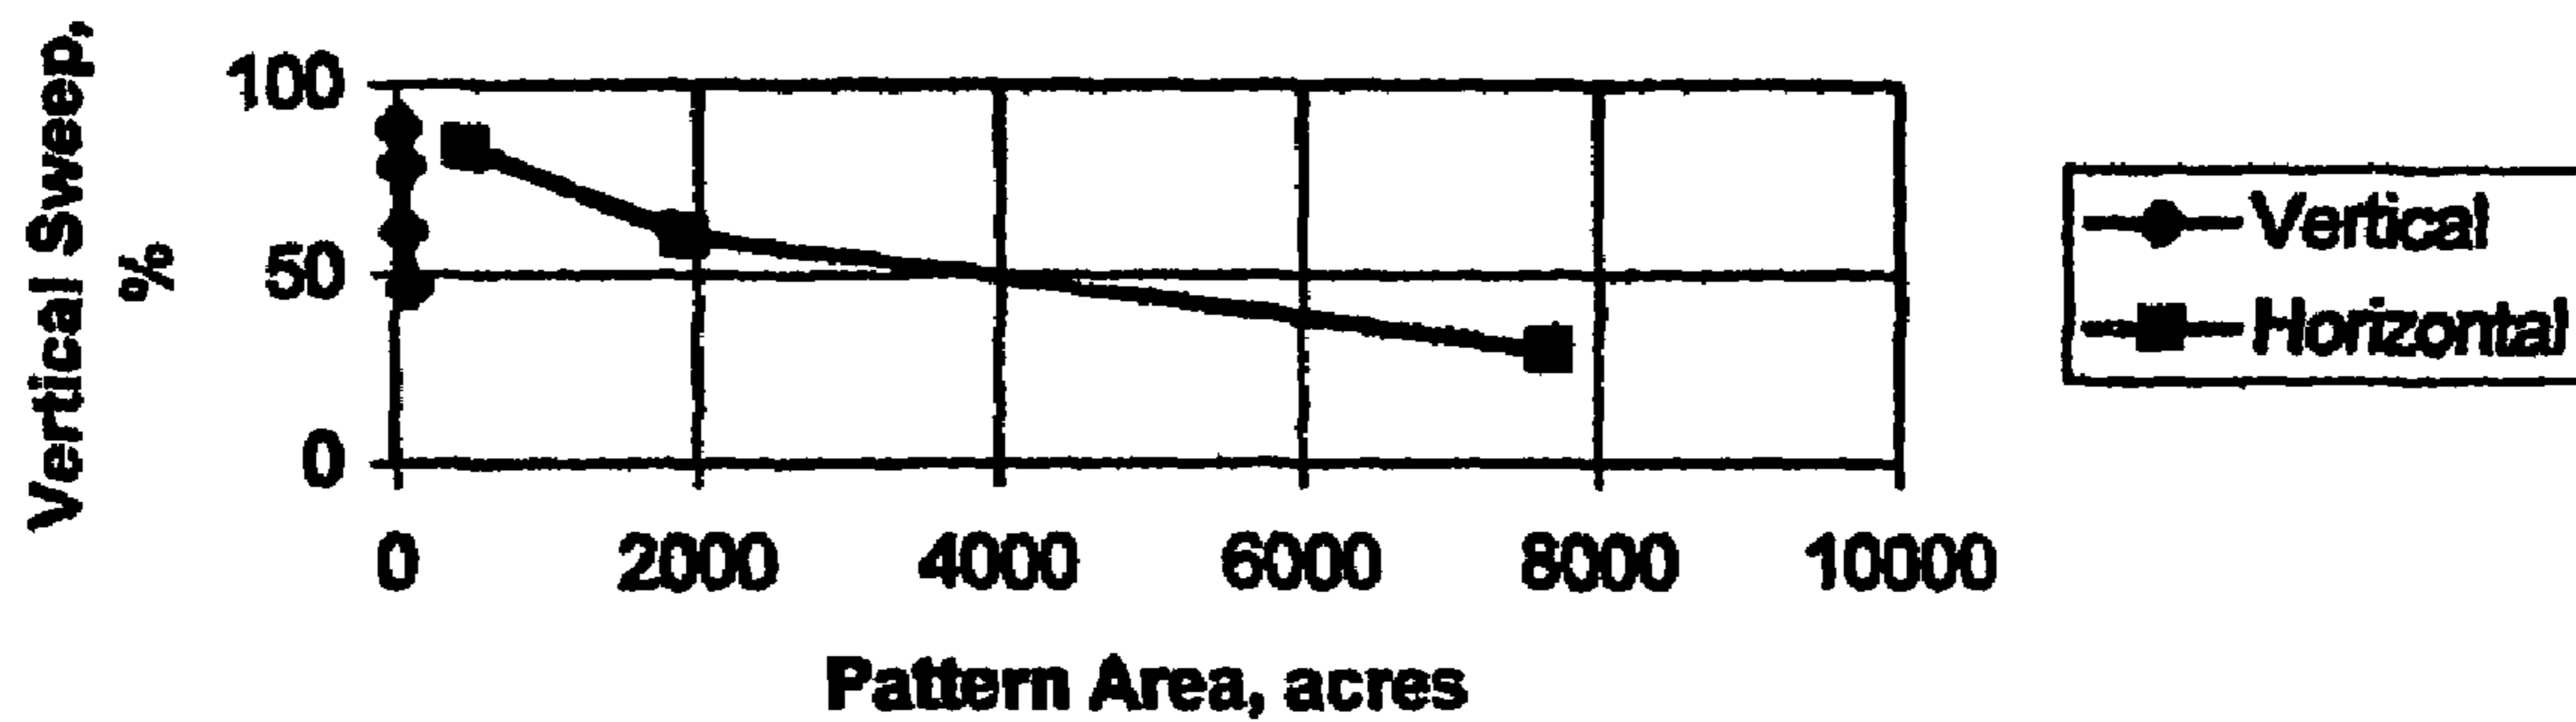 Vertical Sweep,
%
100
50
0
0 2000 4000 6000 8000 10000
Pattern Area, acres
Vertical
Horizontal